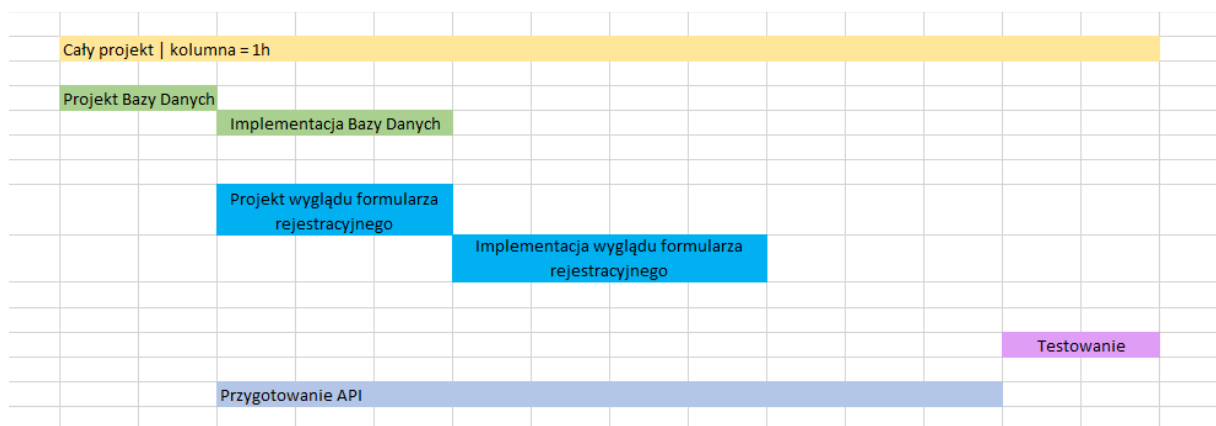 Cały projekt | kolumna = 1h
Projekt Bazy Danych
Implementacja Bazy Danych
Projekt wyglądu formularza
rejestracyjnego
Implementacja wyglądu formularza
rejestracyjnego
Testowanie
Przygotowanie API